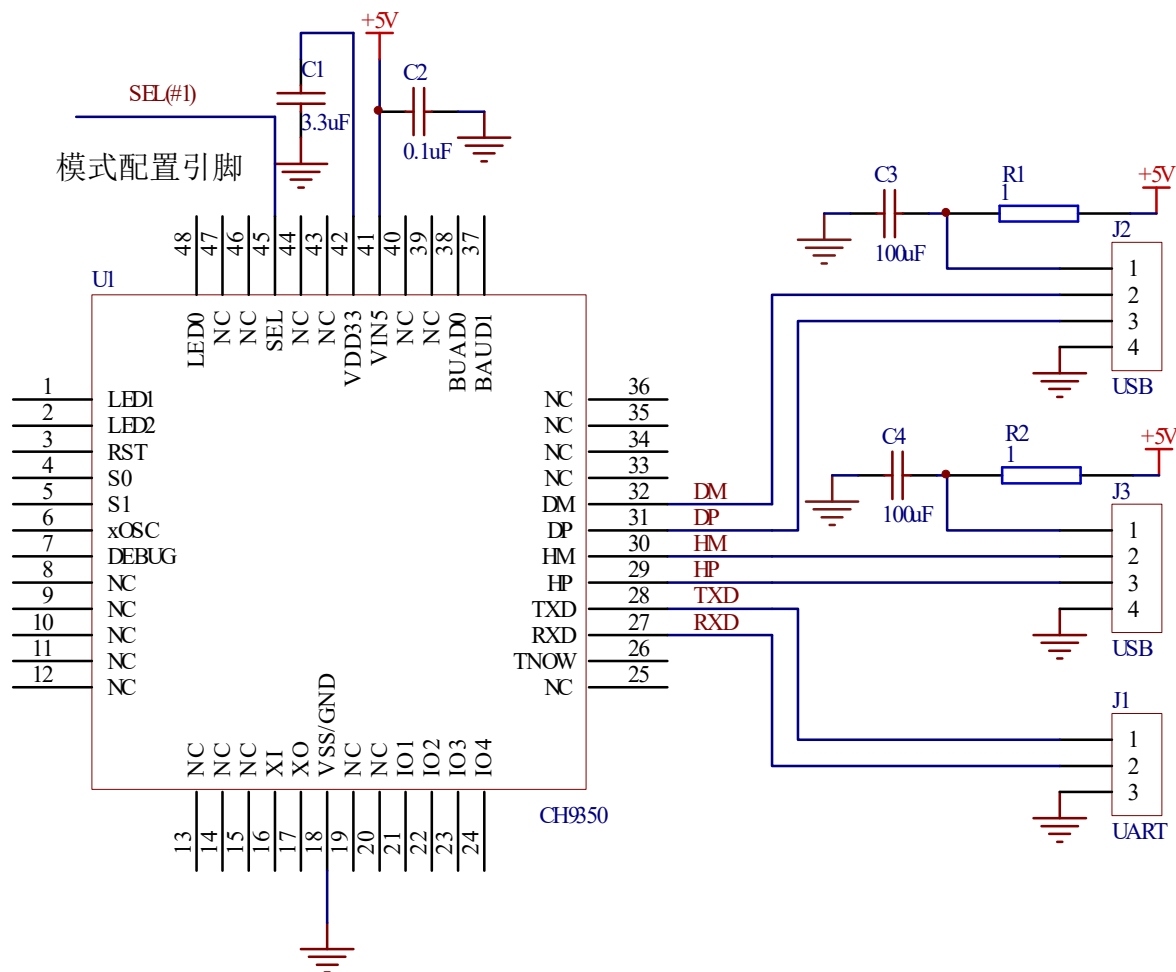 +5V
C1
C2
SEL(#1)
3.3uF
0.1uF
模式配置引脚
C3
R1
1
+5V
100uF
J2
1
2
3
4
USB
48
47
46
45
44
43
42
41
40
39
38
37
U1
LED0
NC
NC
SEL
NC
NC
VDD33
VIN5
NC
NC
BUAD0
BAUD1
1 LED1
2 LED2
3 RST
4 S0
5 S1
6 xOSC
7 DEBUG
8 NC
9 NC
10 NC
11 NC
12 NC
NC 36
NC 35
NC 34
NC 33
DM 32 DM
DP 31 DP
HM 30 HM
HP 29 HP
TXD 28 TXD
RXD 27 RXD
TNOW 26
NC 25
C4
R2
1
+5V
100uF
J3
1
2
3
4
USB
J1
1
2
3
UART
NC
NC
NC
XI
XO
VSS/GND
NC
NC
IO1
IO2
IO3
IO4
CH9350
13
14
15
16
17
18
19
20
21
22
23
24